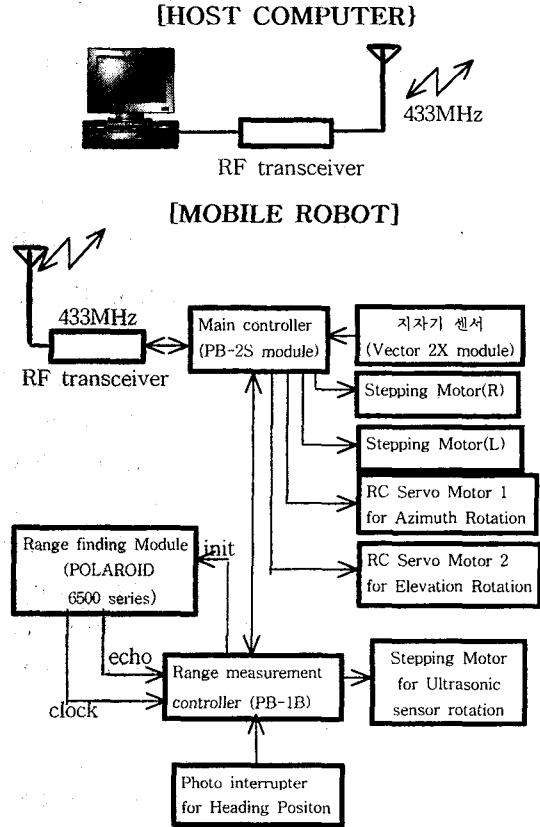 [HOST COMPUTER}
433MHz
RF transceiver
[MOBILE ROBOT]
433MHz
RF transceiver
Main controller
(PB-2S module)
지자기 센서
(Vector 2X module)
Stepping Motor(R)
Stepping Motor(L)
RC Servo Motor 1
for Azimuth Rotation
RC Servo Motor 2
for Elevation Rotation
Range finding Module
(POLAROID
6500 series)
init
echo
clock
Range measurement
controller (PB-1B)
Stepping Motor
for Ultrasonic
sensor rotation
Photo interrupter
for Heading Positon